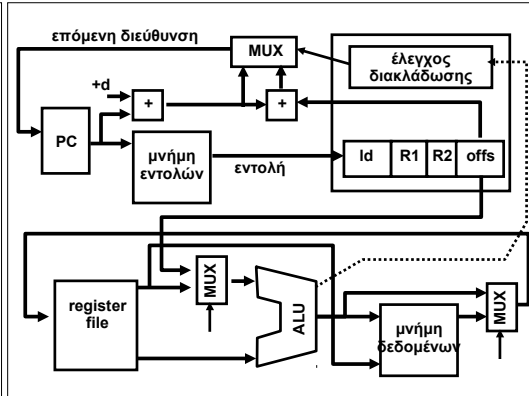 επόμενη διεύθυνση
MUX
έλεγχος
διακλάδωσης
+d
+
+
PC
μνήμη
εντολών
εντολή
ld
R1
R2
offs
register
file
MUX
ALU
μνήμη
δεδομένων
MUX